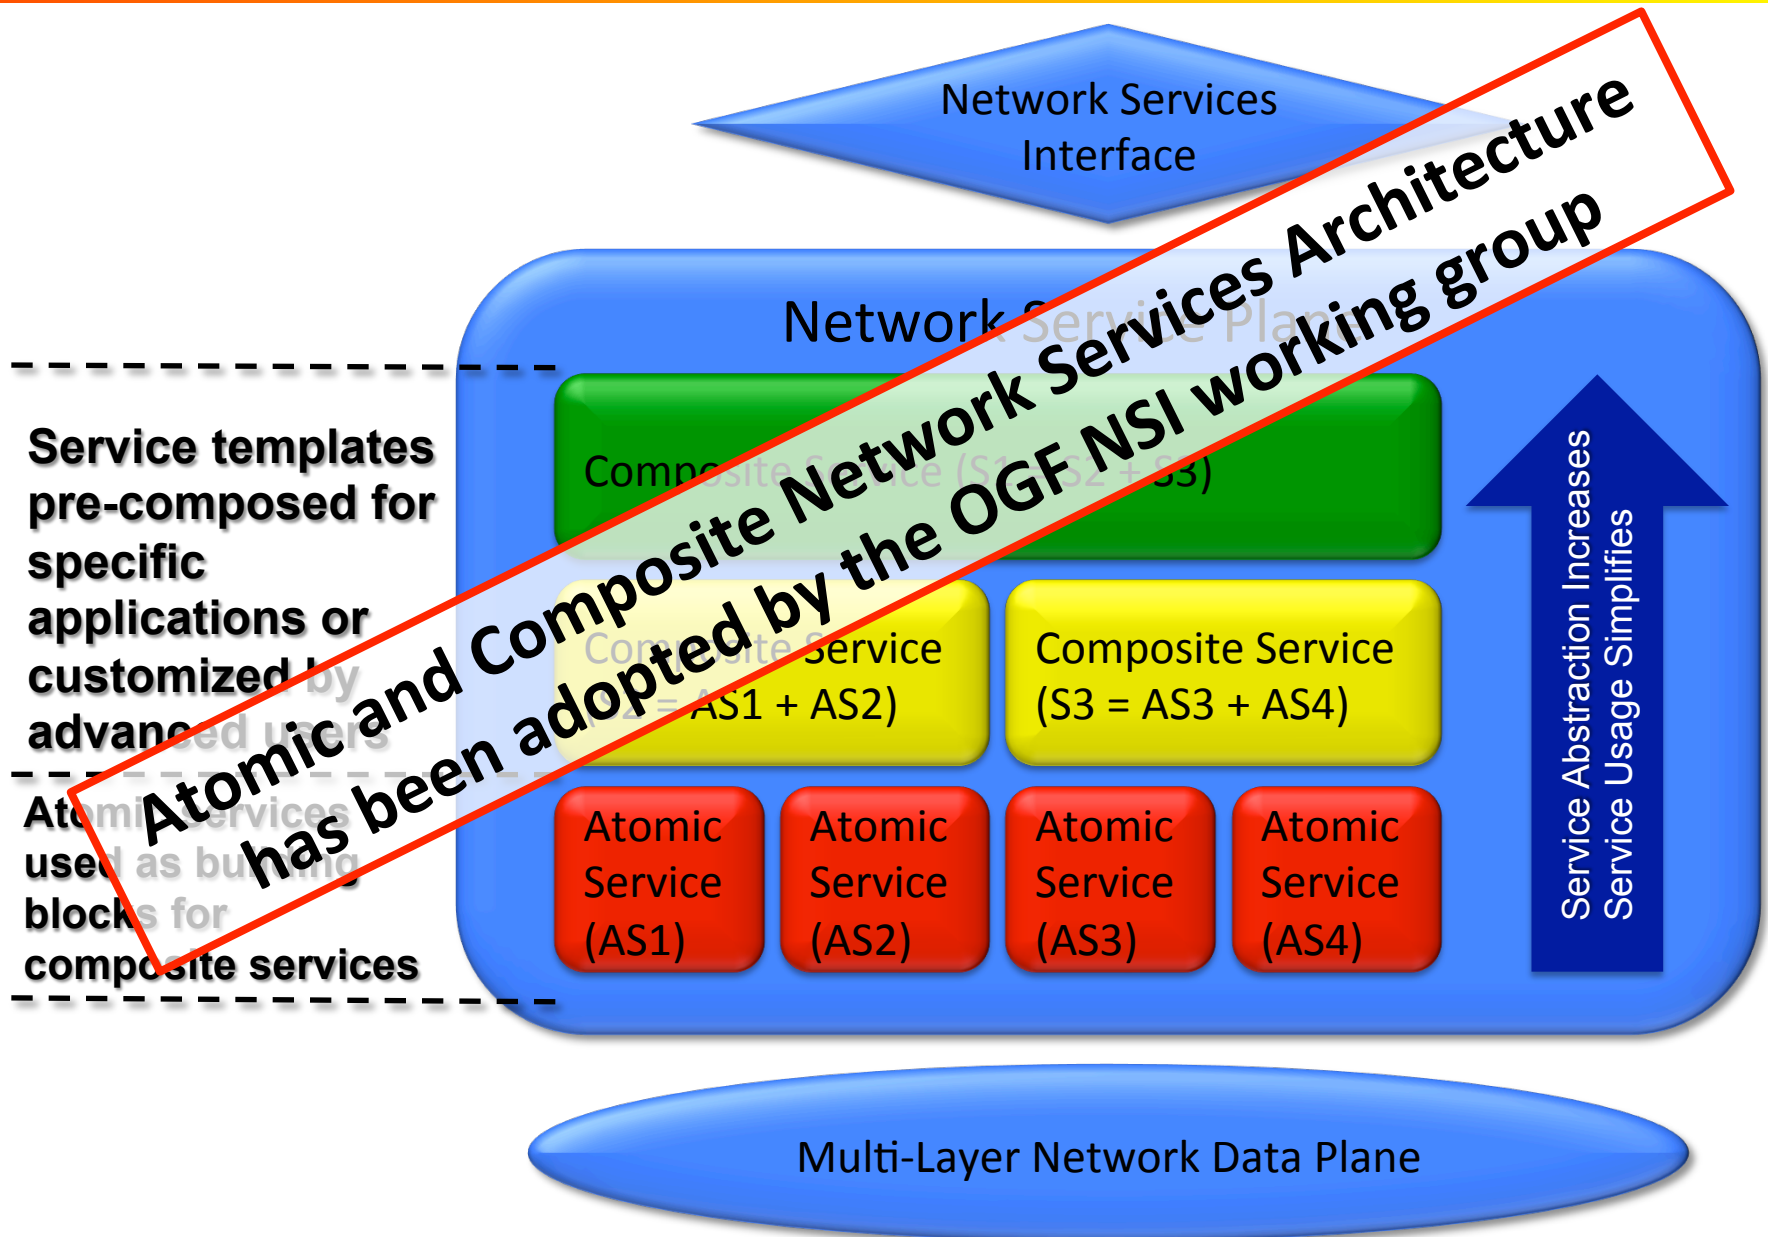 Network Services
Interface
Network Service Plane
Service templates
pre-composed for
specific
applications or
customized by
advanced users
Atomic services
used as building
blocks for
composite services
Composite Service (S1 = S2 + S3)
Composite Service
(S2 = AS1 + AS2)
Composite Service
(S3 = AS3 + AS4)
Atomic
Service
(AS1)
Atomic
Service
(AS2)
Atomic
Service
(AS3)
Atomic
Service
(AS4)
Service Abstraction Increases
Service Usage Simplifies
Atomic and Composite Network Services Architecture
has been adopted by the OGF NSI working group
Multi-Layer Network Data Plane